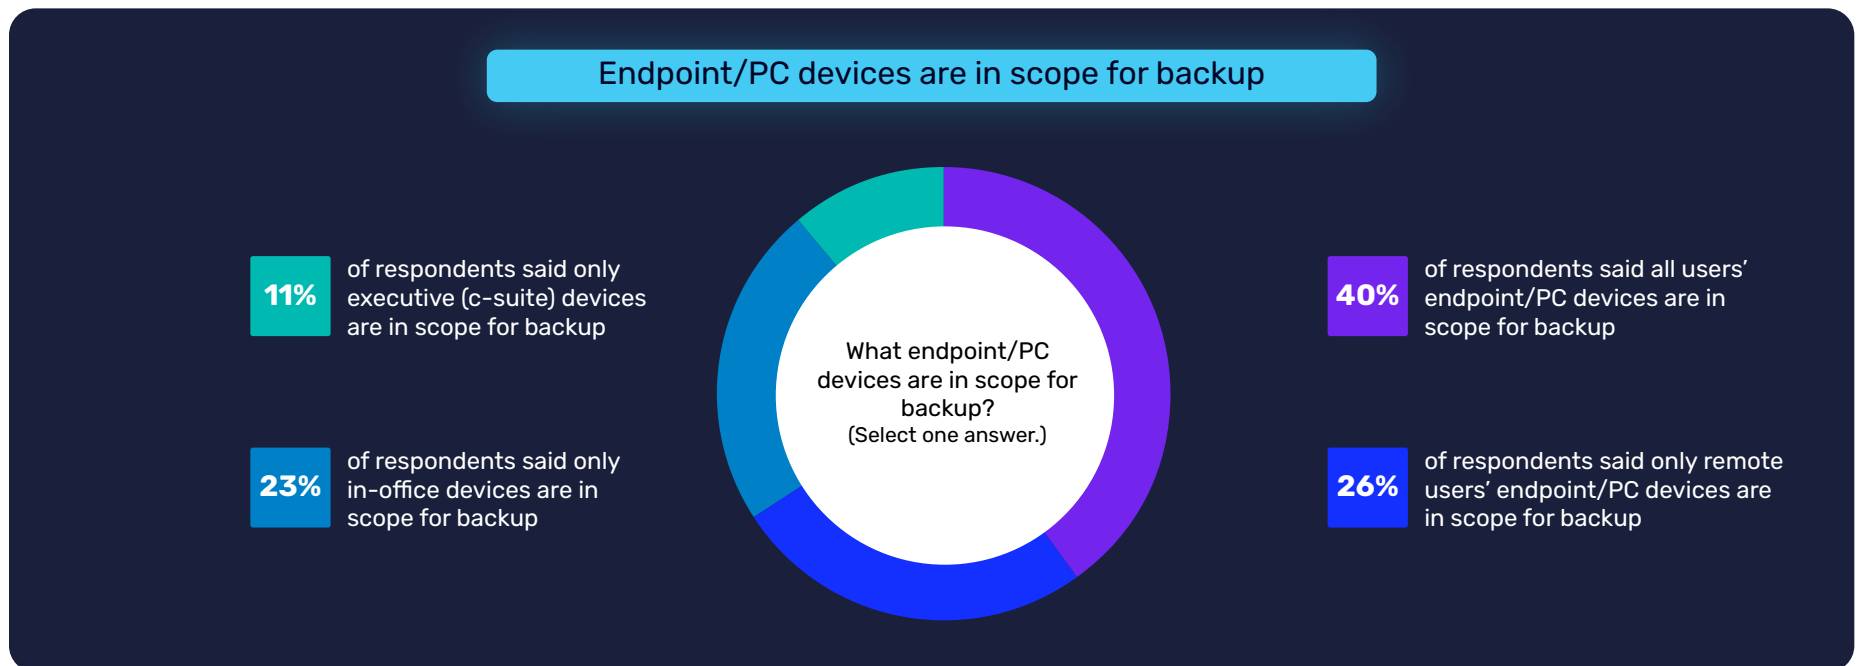 Endpoint/PC devices are in scope for backup
11%
of respondents said only
executive (c-suite) devices
are in scope for backup
23%
of respondents said only
in-office devices are in
scope for backup
What endpoint/PC
devices are in scope for
backup?
(Select one answer.)
40%
of respondents said all users’
endpoint/PC devices are in
scope for backup
26%
of respondents said only remote
users’ endpoint/PC devices are
in scope for backup